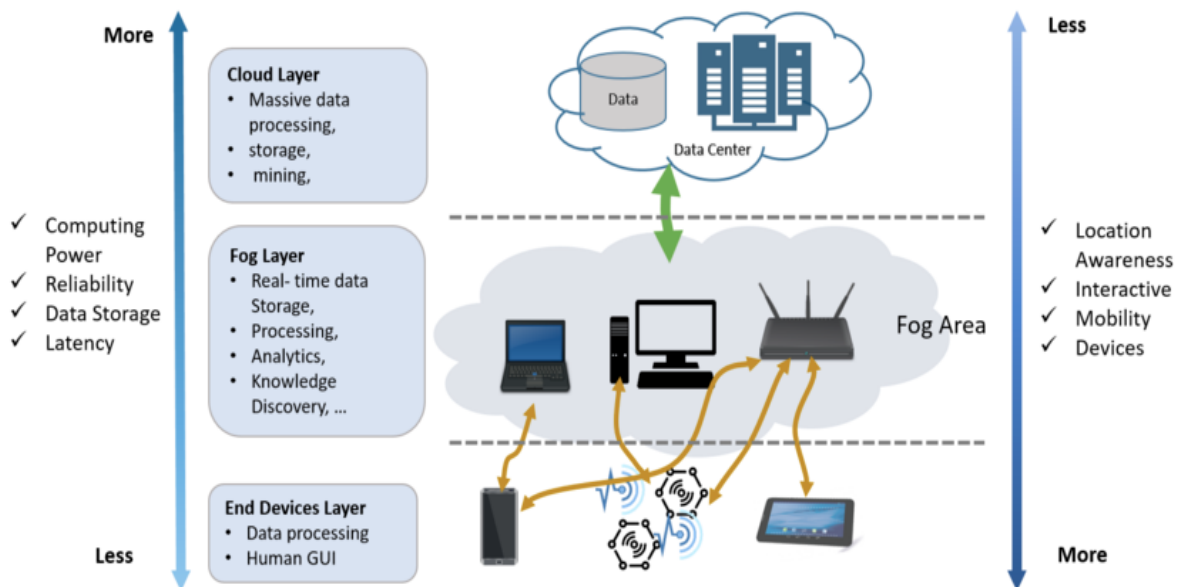 More
Computing
Power
Reliability
Data Storage
Latency
Less
Cloud Layer
• Massive data
processing,
• storage,
• mining,
Fog Layer
• Real- time data
Storage,
• Processing,
• Analytics,
• Knowledge
Discovery, ...
End Devices Layer
• Data processing
• Human GUI
Data
Data Center
Fog Area
Less
Location
Awareness
Interactive
Mobility
Devices
More